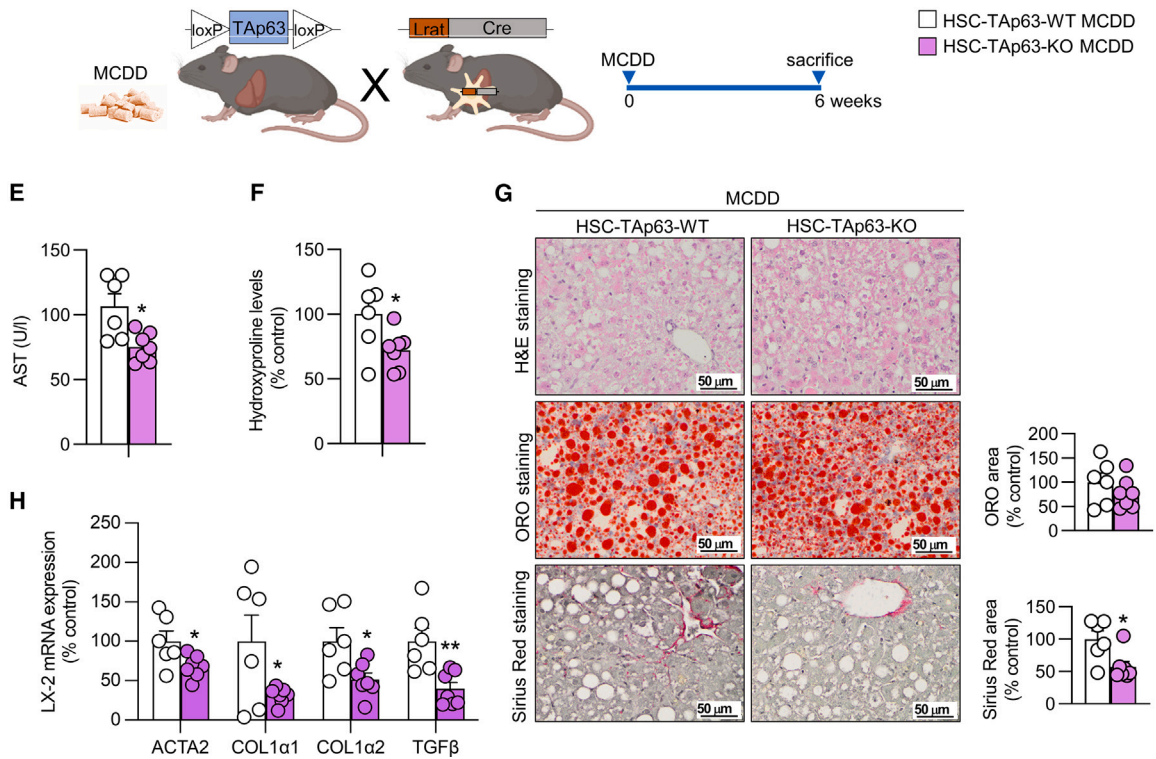 loxP TAp63 loxP
Lrat Cre
MCDD
X
MCDD sacrifice
0 6 weeks
HSC-TAp63-WT MCDD
HSC-TAp63-KO MCDD
E
AST (U/l)
150
100
50
0
*
F
Hydroxyproline levels
(% control)
150
100
50
0
*
G
MCDD
HSC-TAp63-WT HSC-TAp63-KO
H&E staining
50 μm 50 μm
ORO staining
50 μm 50 μm
ORO area
(% control)
200
150
100
50
0
Sirius Red staining
50 μm 50 μm
Sirius Red area
(% control)
150
100
50
0
*
H
LX-2 mRNA expression
(% control)
250
200
150
100
50
0
* * * **
ACTA2 COL1α1 COL1α2 TGFβ